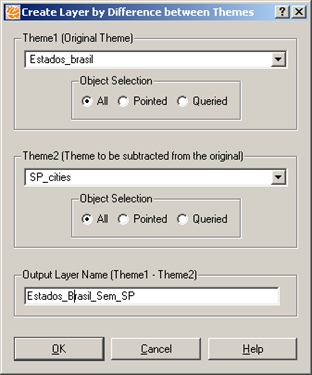 Create Layer by Difference between Themes
Theme1 (Original Theme)
Estados_brasil
Object Selection
All Pointed Queried
Theme2 (Theme to be subtracted from the original)
SP_cities
Object Selection
All Pointed Queried
Output Layer Name (Theme1 - Theme2)
Estados_Brasil_Sem_SP
OK Cancel Help